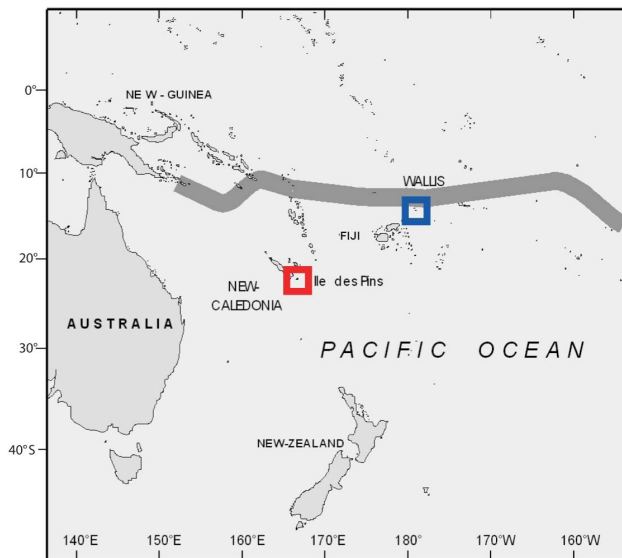 0°
NEW-GUINEA
10°
WALLIS
FIJI
20°
Ile des Pins
NEW-
CALEDONIA
AUSTRALIA
30°
PACIFIC OCEAN
NEW-ZEALAND
40°S
140°E
150°E
160°E
170°E
180°
170°W
160°W